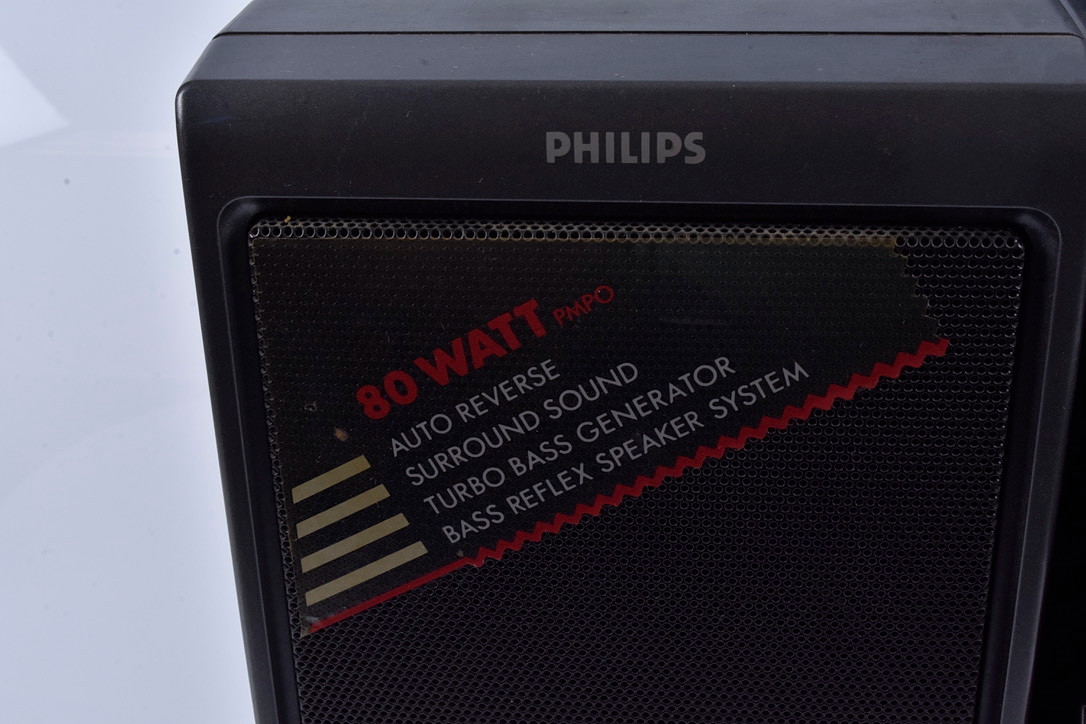 PHILIPS
80 WATT PMPO
AUTO REVERSE
SURROUND SOUND
TURBO BASS GENERATOR
BASS REFLEX SPEAKER SYSTEM